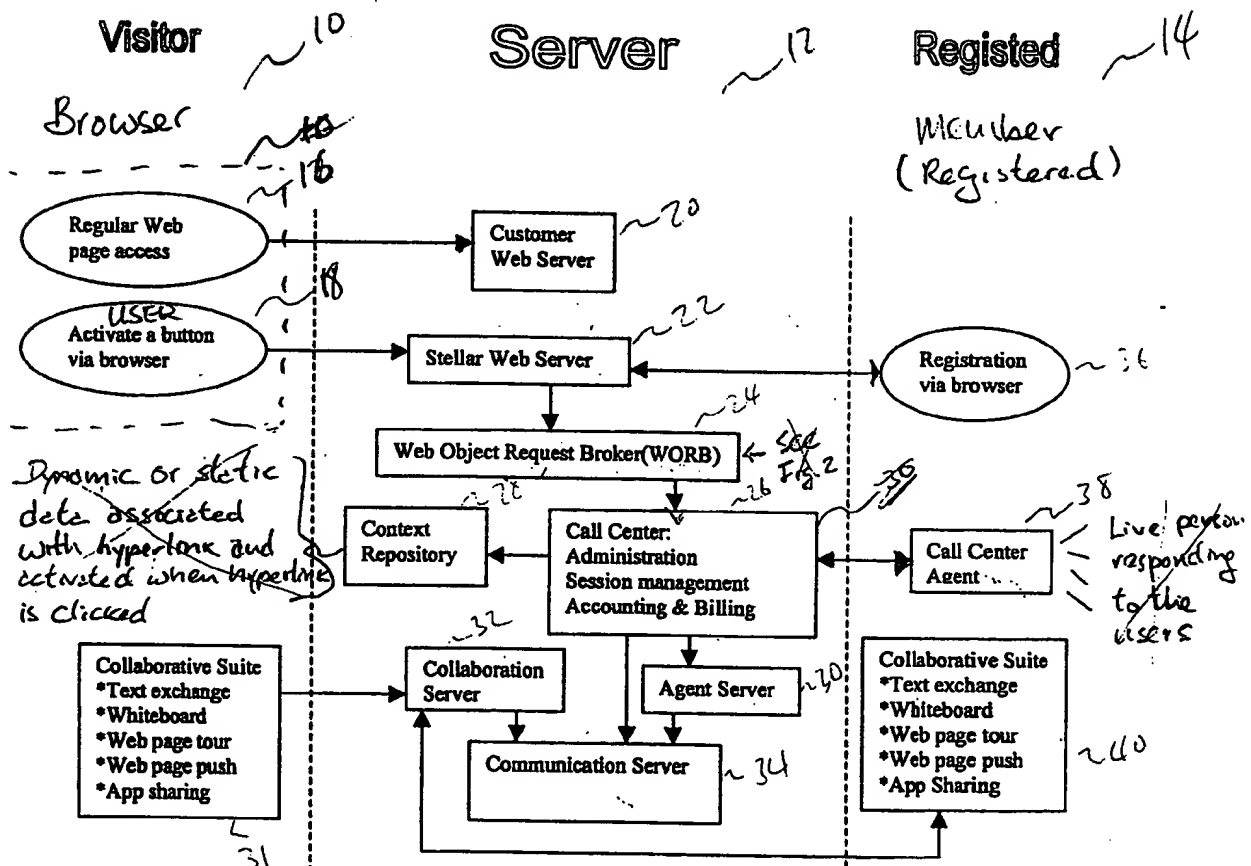 Visitor
10
Server
12
Registed
14
Browser
10
Member
(Registered)
16
Regular Web
page access
20
Customer
Web Server
18
USER
Activate a button
via browser
22
Stellar Web Server
Registration
via browser
36
24
Web Object Request Broker(WORB)
see
Fig. 2
Dynamic or static
data associated
with hyperlink and
activated when hyperlink
is clicked
28
Context
Repository
26
Call Center:
Administration
Session management
Accounting & Billing
30
38
Call Center
Agent
Live person
responding
to the
users
Collaborative Suite
*Text exchange
*Whiteboard
*Web page tour
*Web page push
*App sharing
31
32
Collaboration
Server
Agent Server
30
Communication Server
34
Collaborative Suite
*Text exchange
*Whiteboard
*Web page tour
*Web page push
*App Sharing
40